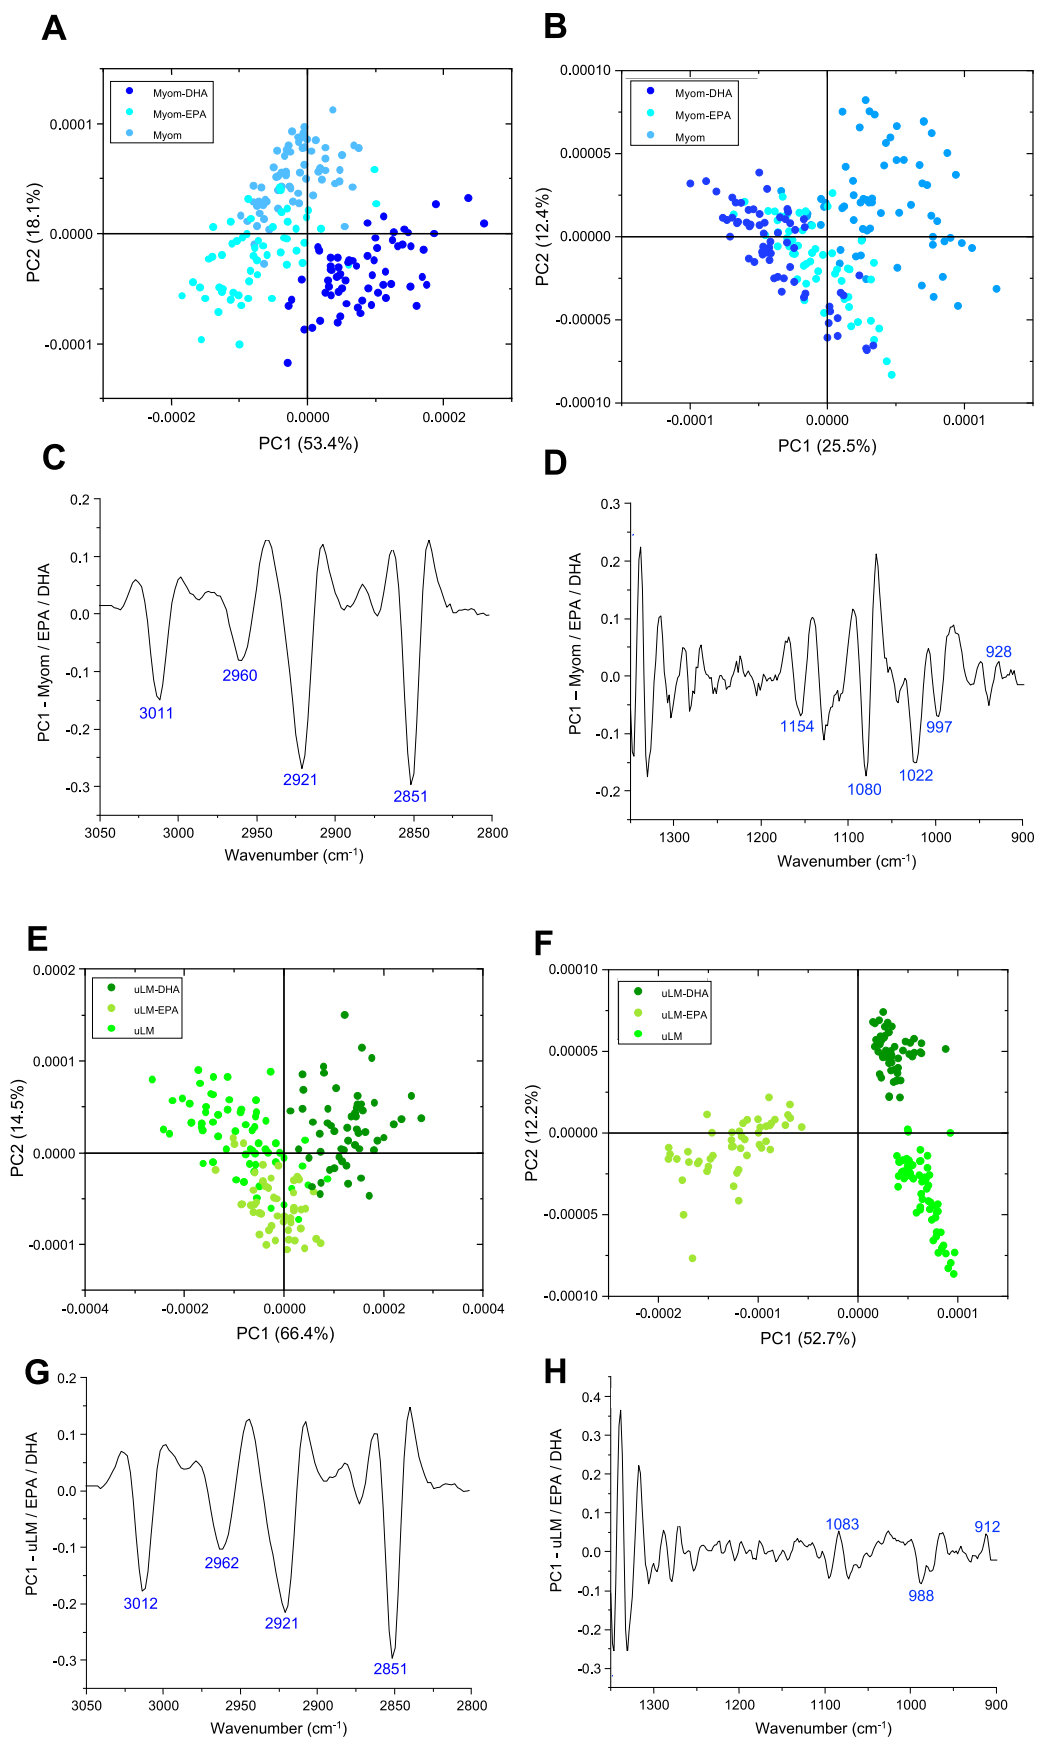 A
Myom-DHA
Myom-EPA
Myom
0.0001
0.0000
-0.0001
PC2 (18.1%)
-0.0002
0.0000
0.0002
PC1 (53.4%)
B
Myom-DHA
Myom-EPA
Myom
0.00010
0.00005
0.00000
-0.00005
-0.00010
PC2 (12.4%)
-0.0001
0.0000
0.0001
PC1 (25.5%)
C
0.2
0.1
0.0
-0.1
-0.2
-0.3
PC1 - Myom / EPA / DHA
3011
2960
2921
2851
3050
3000
2950
2900
2850
2800
Wavenumber (cm-1)
D
0.3
0.2
0.1
0.0
-0.1
-0.2
PC1 – Myom / EPA / DHA
1154
1080
1022
997
928
1300
1200
1100
1000
900
Wavenumber (cm-1)
E
uLM-DHA
uLM-EPA
uLM
0.0002
0.0001
0.0000
-0.0001
PC2 (14.5%)
-0.0004
-0.0002
0.0000
0.0002
0.0004
PC1 (66.4%)
F
uLM-DHA
uLM-EPA
uLM
0.00010
0.00005
0.00000
-0.00005
-0.00010
PC2 (12.2%)
-0.0002
-0.0001
0.0000
0.0001
PC1 (52.7%)
G
0.2
0.1
0.0
-0.1
-0.2
-0.3
PC1 - uLM / EPA / DHA
3012
2962
2921
2851
3050
3000
2950
2900
2850
2800
Wavenumber (cm-1)
H
0.4
0.3
0.2
0.1
0.0
-0.1
-0.2
-0.3
PC1 - uLM / EPA / DHA
1083
988
912
1300
1200
1100
1000
900
Wavenumber (cm-1)